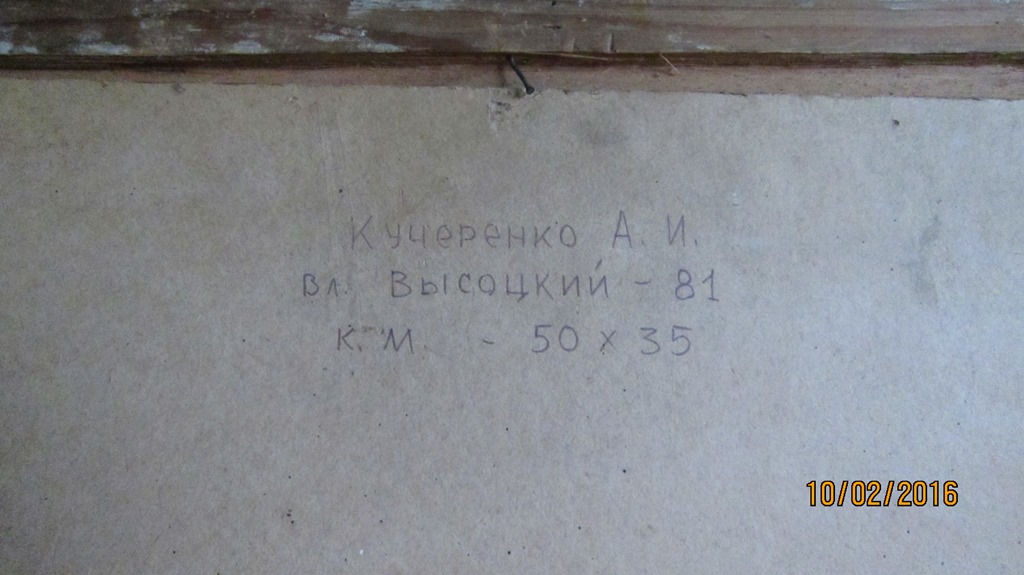 Кучеренко А. И.
Вл. Высоцкий - 81
К. М. - 50 x 35
10/02/2016